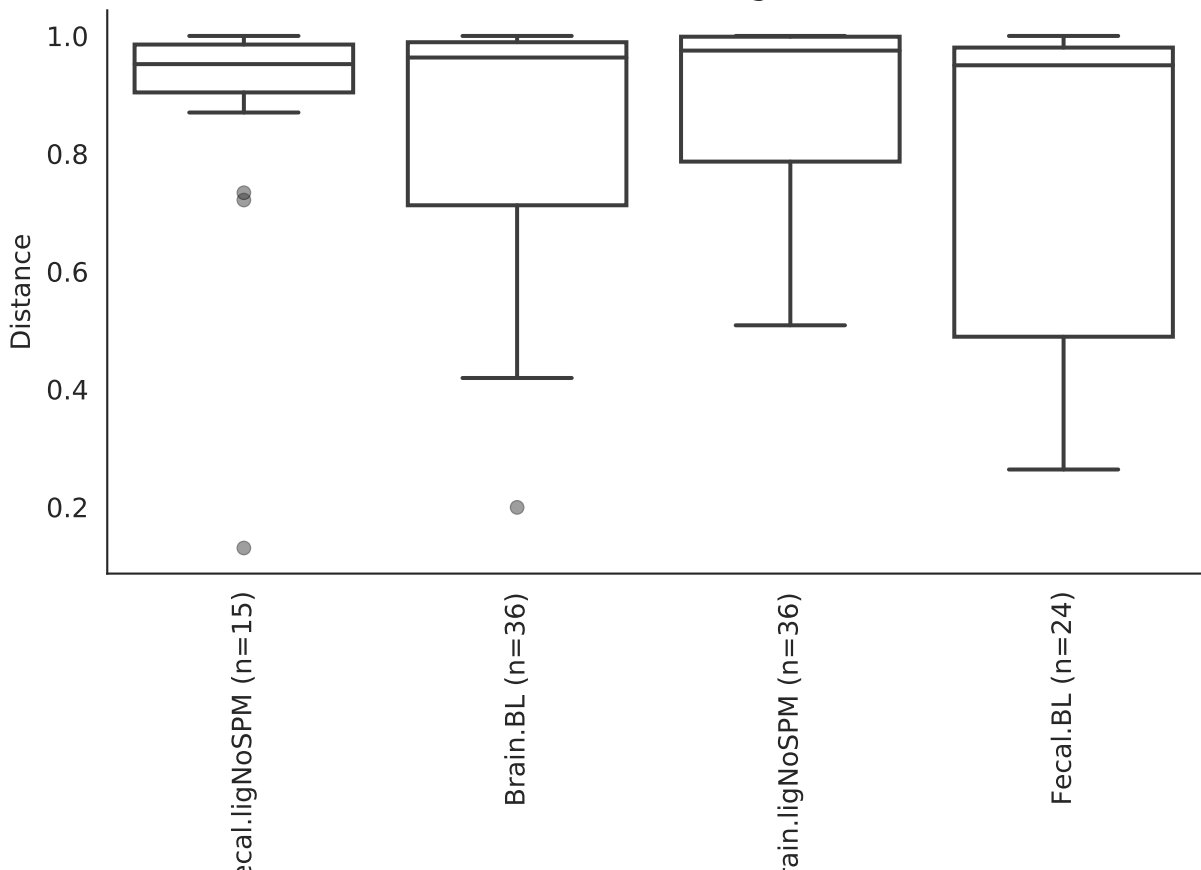 1.0
0.8
0.6
0.4
0.2
Distance
ecal.ligNoSPM (n=15)
Brain.BL (n=36)
rain.ligNoSPM (n=36)
Fecal.BL (n=24)